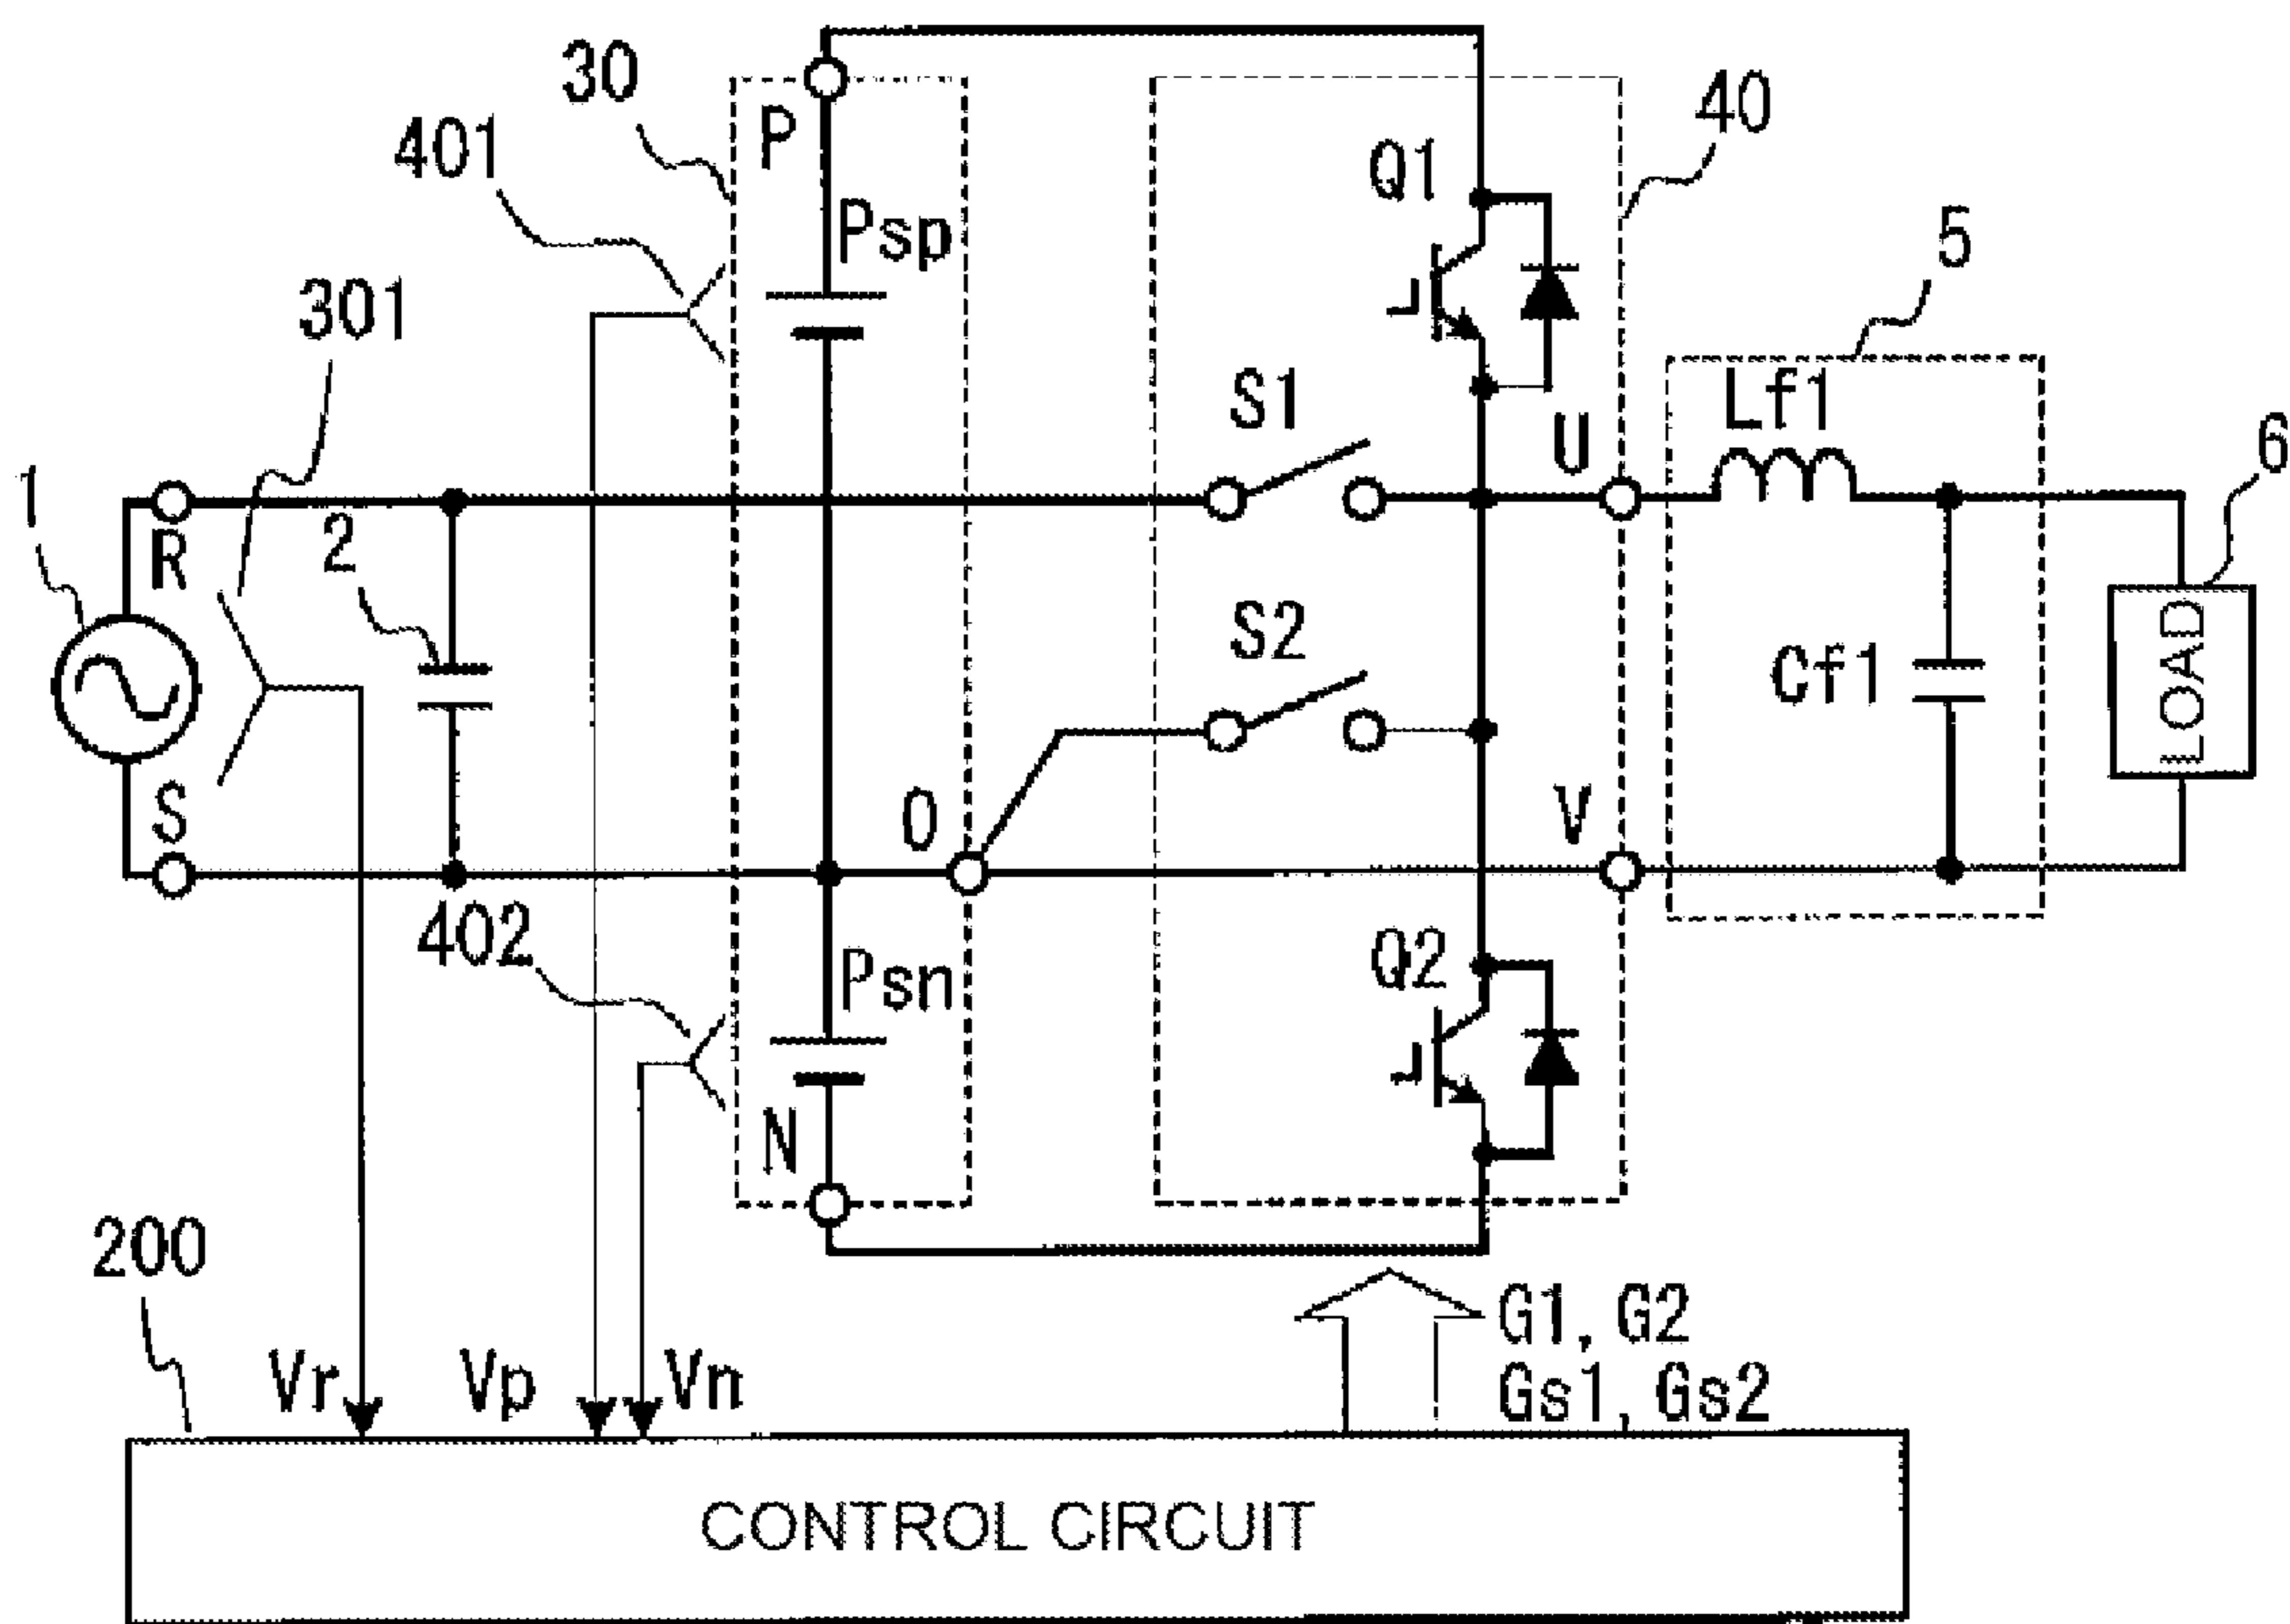 30
P
401
Psp
Q1
40
5
301
S1
U
Lf1
6
1
R
2
S2
Cf1
LOAD
S
O
V
402
Psn
Q2
N
200
Vr
Vp
Vn
G1, G2
Gs1, Gs2
CONTROL CIRCUIT